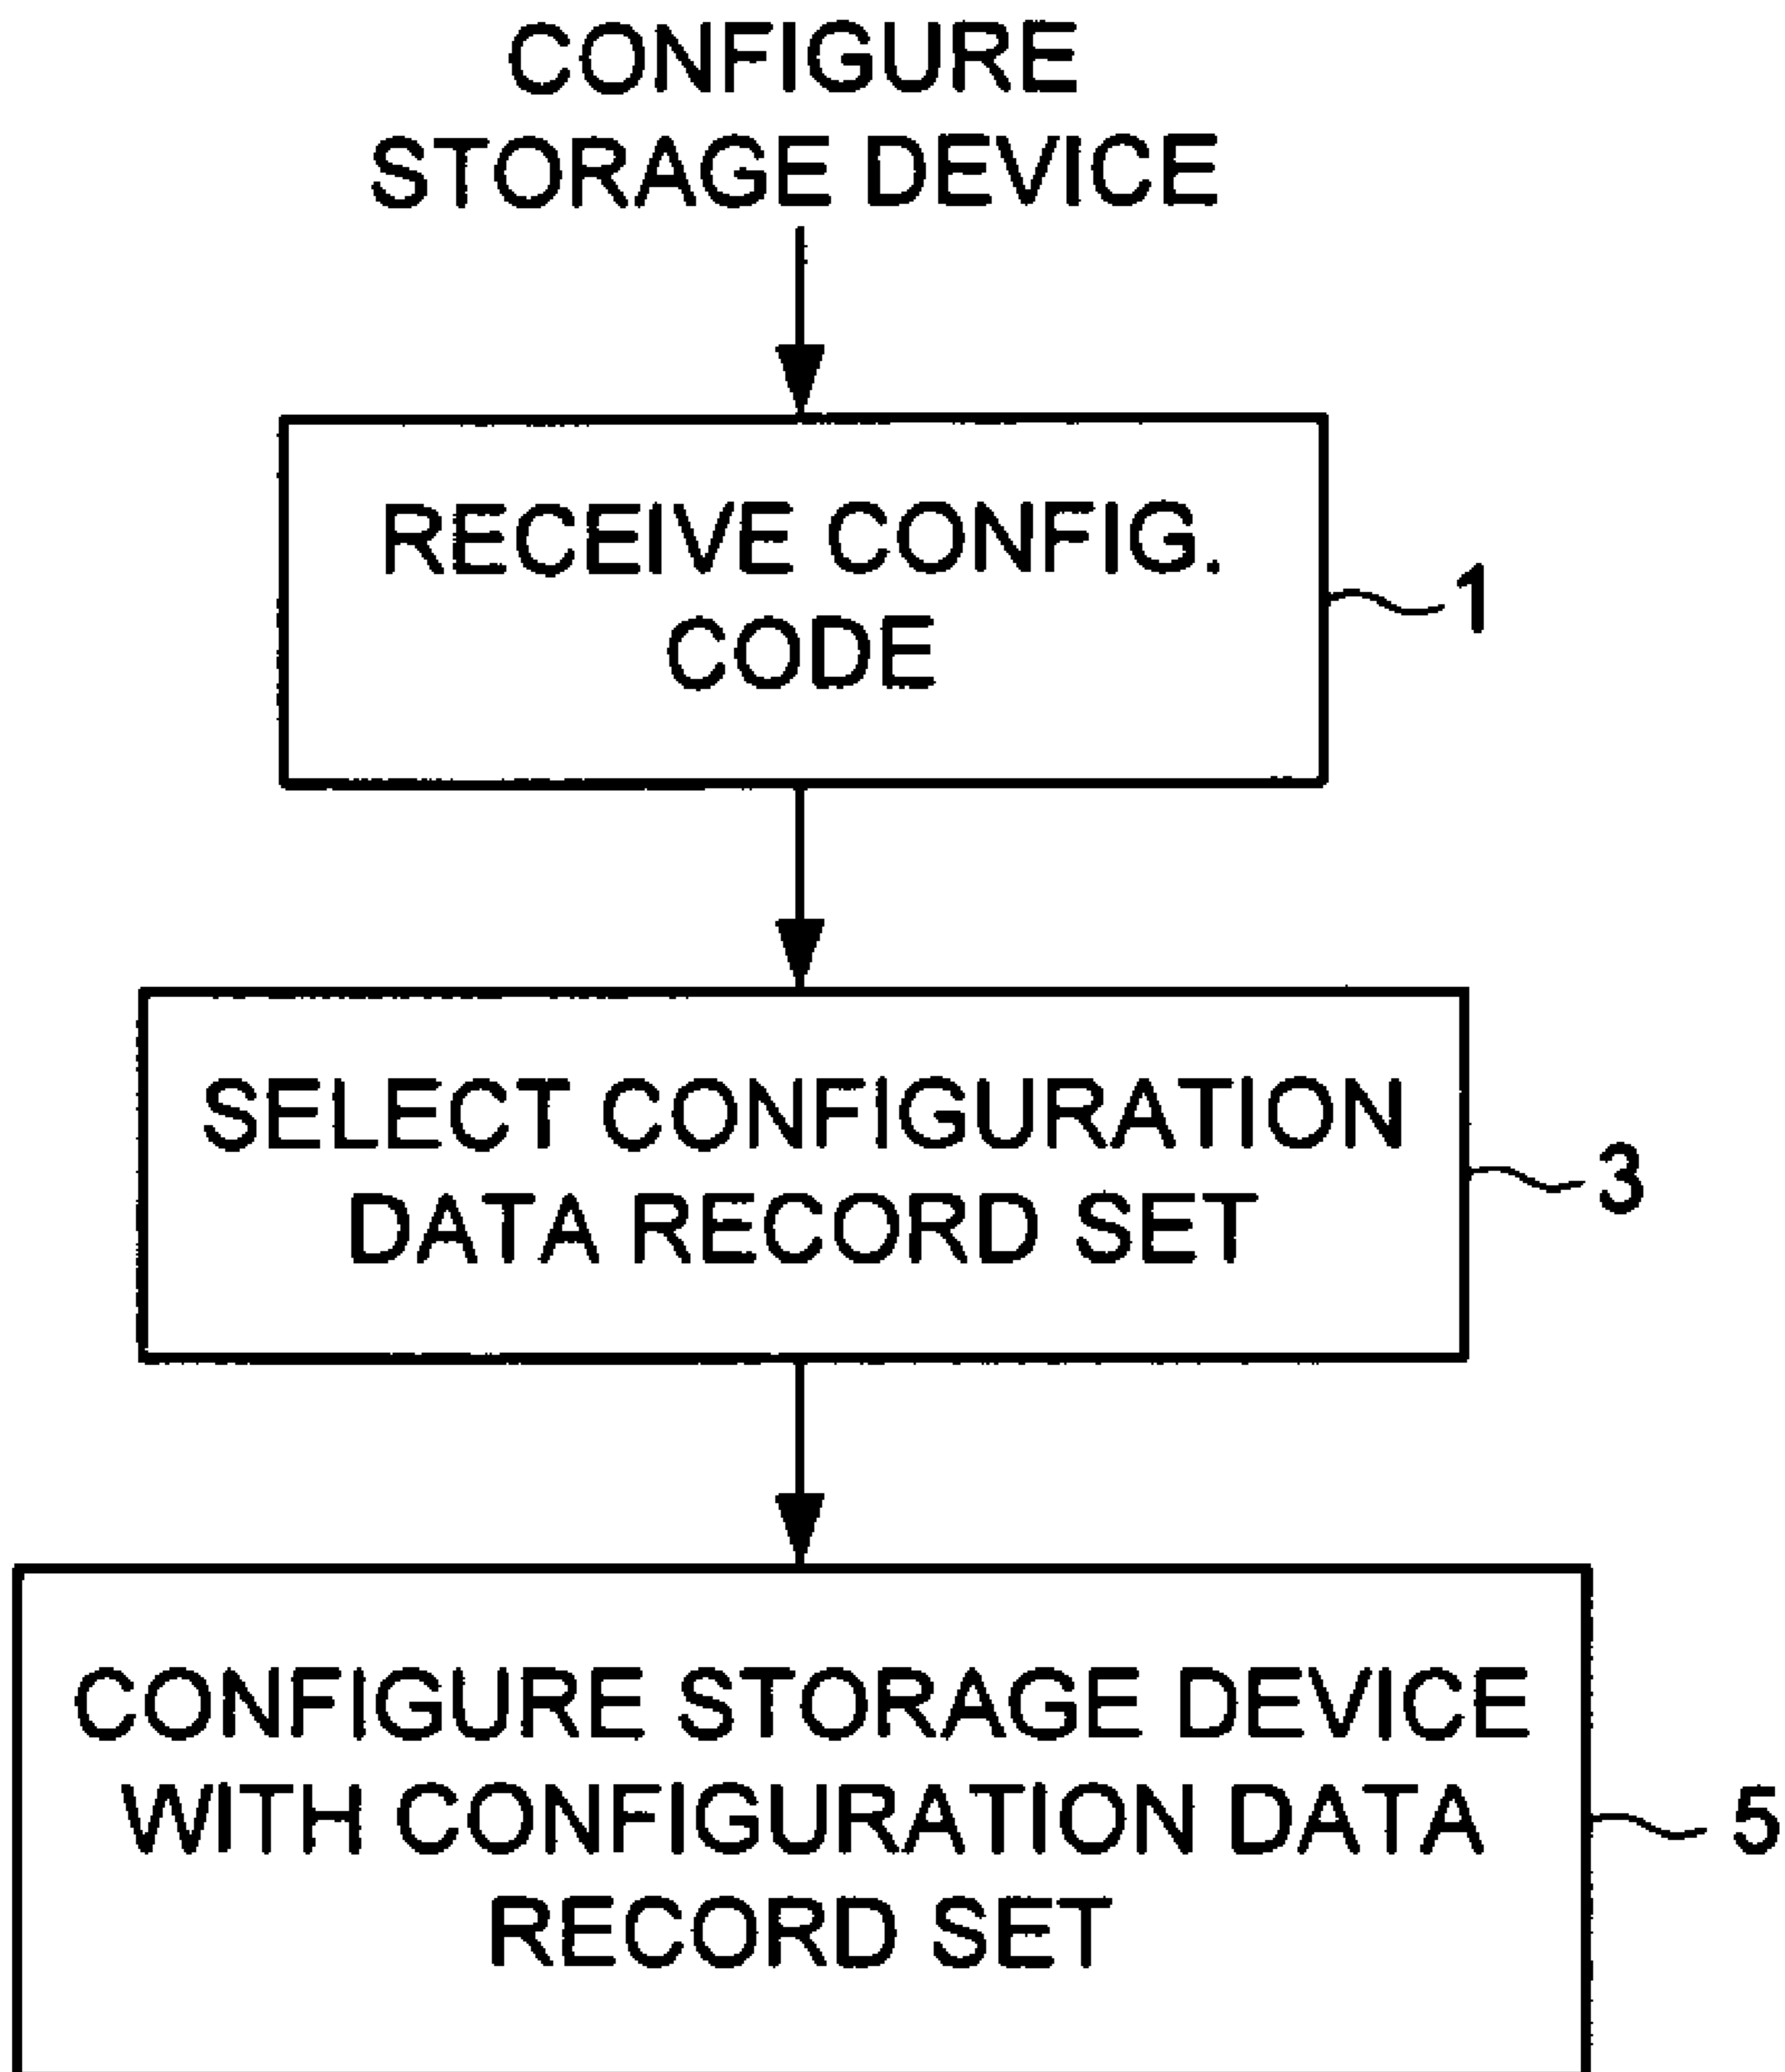 CONFIGURE
STORAGE DEVICE
RECEIVE CONFIG.
CODE
1
SELECT CONFIGURATION
DATA RECORD SET
3
CONFIGURE STORAGE DEVICE
WITH CONFIGURATION DATA
RECORD SET
5